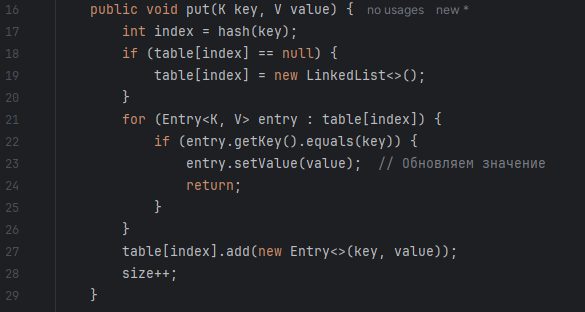 16 public void put(K key, V value) { no usages new *
17 int index = hash(key);
18 if (table[index] == null) {
19 table[index] = new LinkedList<>();
20 }
21 for (Entry<K, V> entry : table[index]) {
22 if (entry.getKey().equals(key)) {
23 entry.setValue(value); // Обновляем значение
24 return;
25 }
26 }
27 table[index].add(new Entry<>(key, value));
28 size++;
29 }